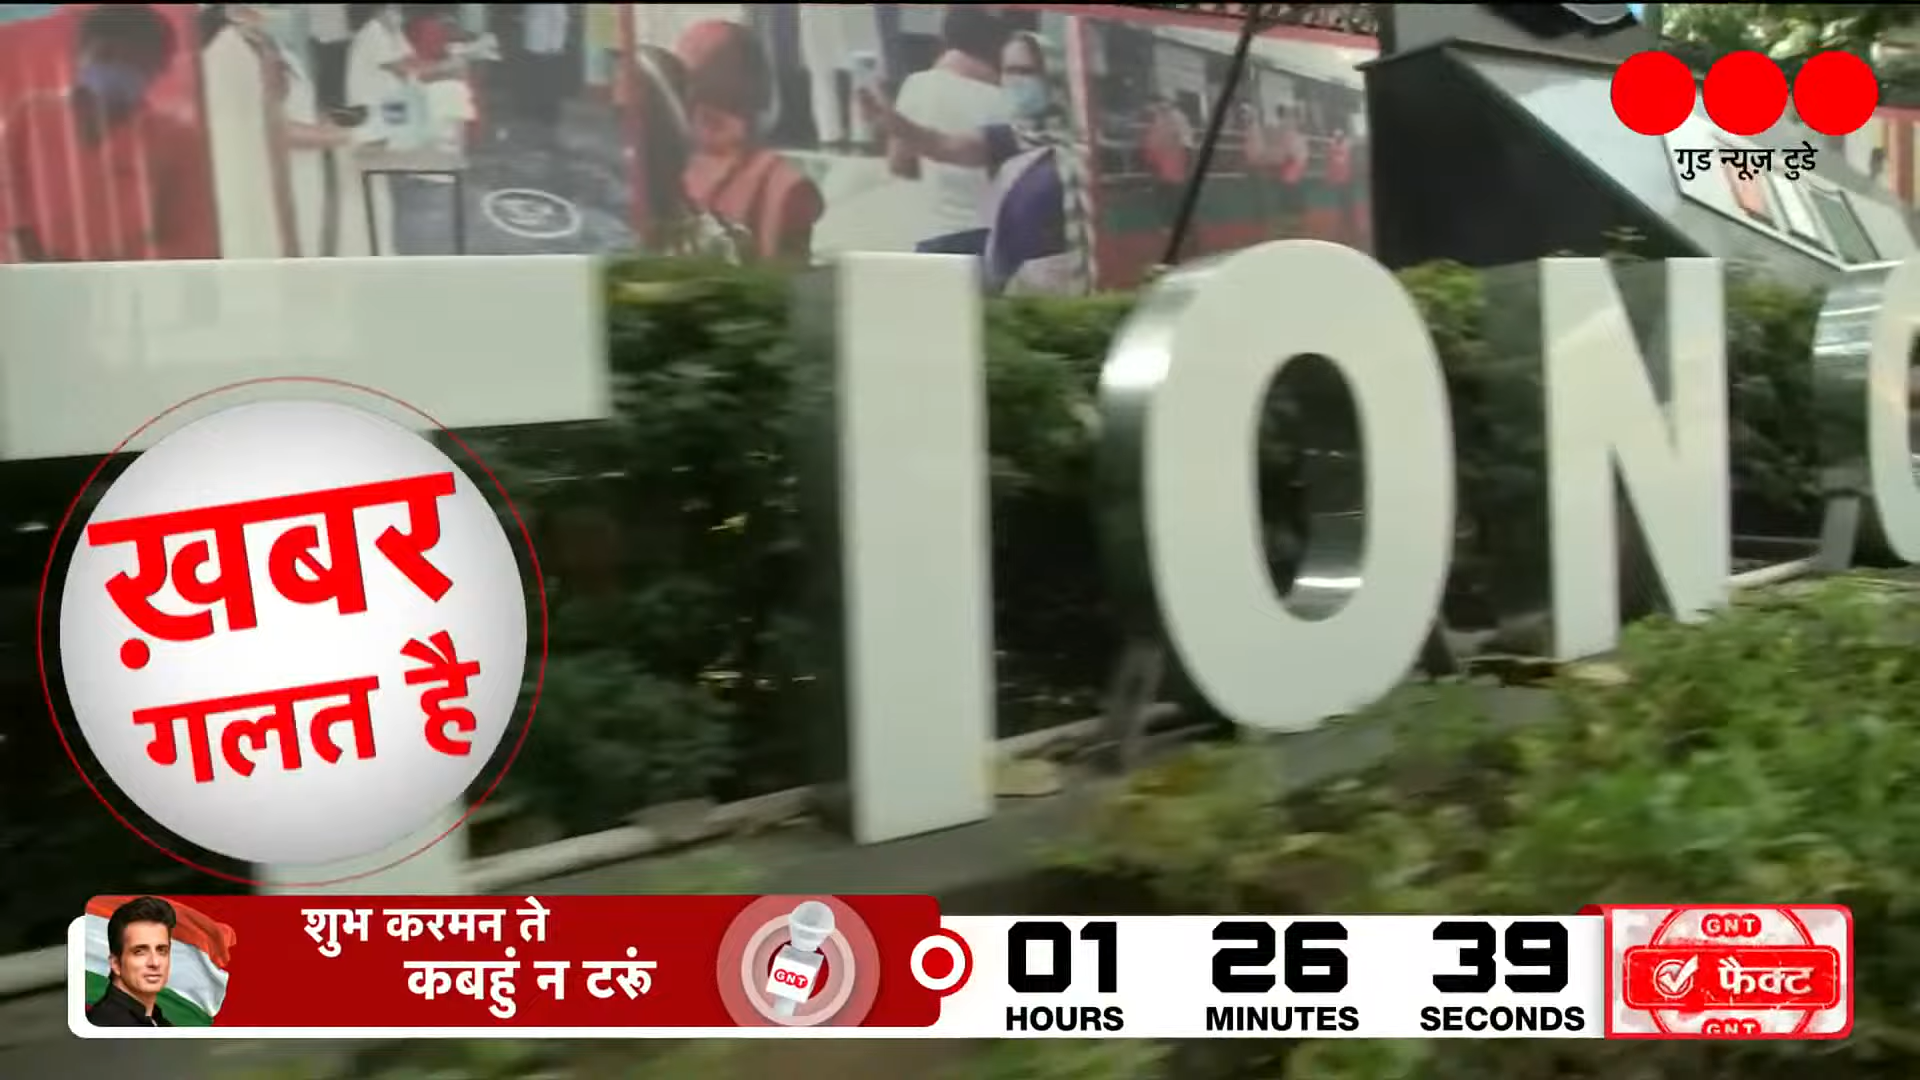 गुड न्यूज़ टुडे
TION
ख़बर
गलत है
शुभ करमन ते
कबहुं न टरूं
GNT
01 26 39
HOURS MINUTES SECONDS
GNT
फैक्ट
GNT